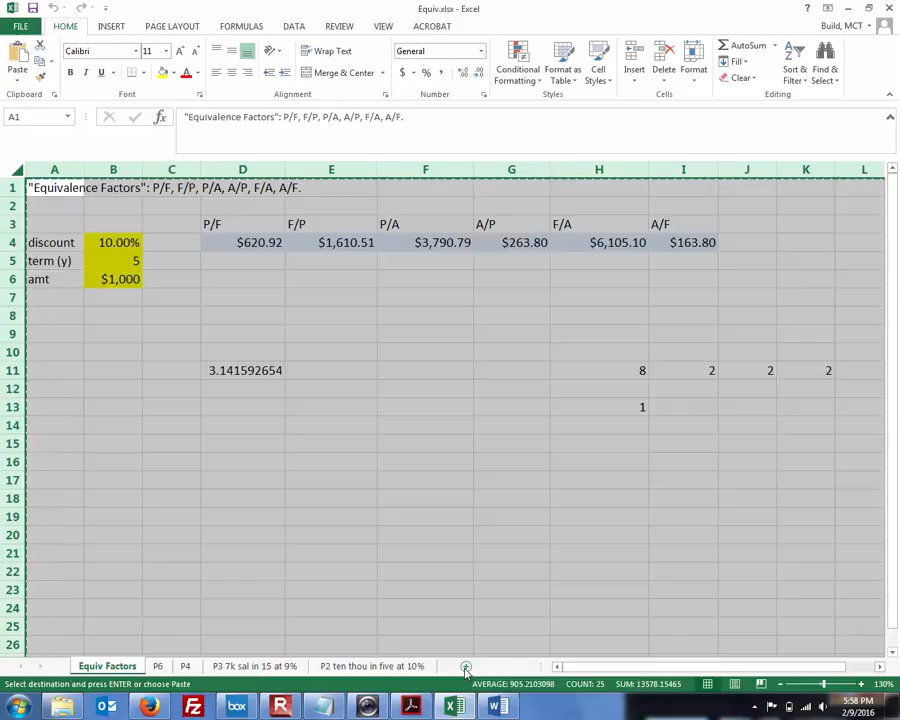 Equiv.xlsx - Excel
FILE HOME INSERT PAGE LAYOUT FORMULAS DATA REVIEW VIEW ACROBAT Build, MCT
Paste Calibri 11 B I U A A A Wrap Text Merge & Center General $ % , Conditional Formatting Format as Table Cell Styles Insert Delete Format AutoSum Fill Clear Sort & Filter Find & Select
Clipboard Font Alignment Number Styles Cells Editing
A1 fx "Equivalence Factors": P/F, F/P, P/A, A/P, F/A, A/F.
A B C D E F G H I J K L
1 "Equivalence Factors": P/F, F/P, P/A, A/P, F/A, A/F.
2
3 P/F F/P P/A A/P F/A A/F
4 discount 10.00% $620.92 $1,610.51 $3,790.79 $263.80 $6,105.10 $163.80
5 term (y) 5
6 amt $1,000
7
8
9
10
11 3.141592654 8 2 2 2
12
13 1
14
15
16
17
18
19
20
21
22
23
24
25
26
Equiv Factors P6 P4 P3 7k sal in 15 at 9% P2 ten thou in five at 10%
Select destination and press ENTER or choose Paste AVERAGE: 905.2103098 COUNT: 25 SUM: 13578.15465 130%
box R 5:58 PM
2/9/2016